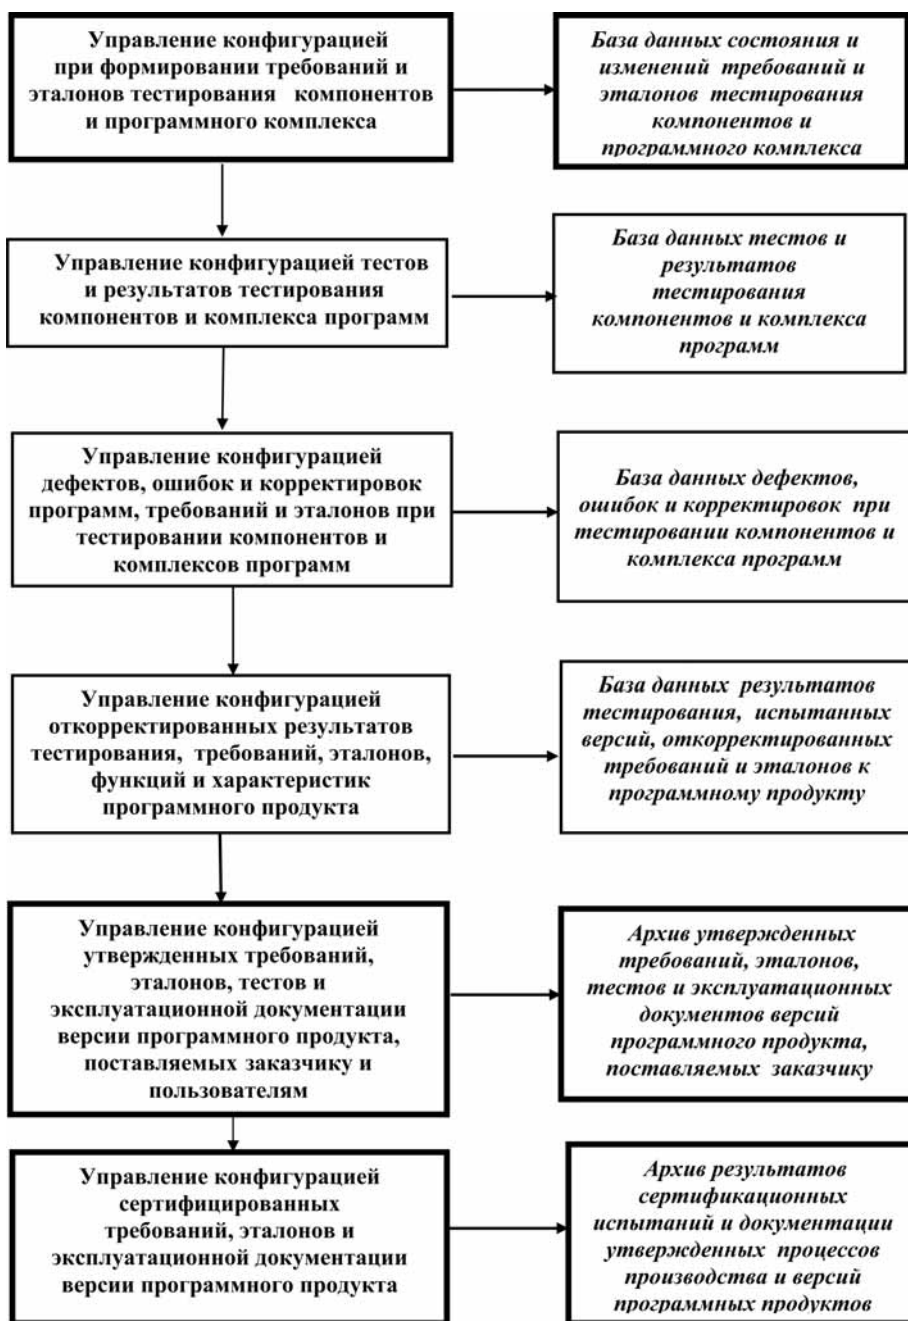 Управление конфигурацией
при формировании требований и
эталонов тестирования компонентов
и программного комплекса
База данных состояния и
изменений требований и
эталонов тестирования
компонентов и
программного комплекса
Управление конфигурацией тестов
и результатов тестирования
компонентов и комплекса программ
База данных тестов и
результатов
тестирования
компонентов и комплекса
программ
Управление конфигурацией
дефектов, ошибок и корректировок
программ, требований и эталонов при
тестировании компонентов и
комплексов программ
База данных дефектов,
ошибок и корректировок при
тестировании компонентов и
комплекса программ
Управление конфигурацией
откорректированных результатов
тестирования, требований, эталонов,
функций и характеристик
программного продукта
База данных результатов
тестирования, испытанных
версий, откорректированных
требований и эталонов к
программному продукту
Управление конфигурацией
утвержденных требований,
эталонов, тестов и
эксплуатационной документации
версии программного продукта,
поставляемых заказчику и
пользователям
Архив утвержденных
требований, эталонов,
тестов и эксплуатационных
документов версий
программного продукта,
поставляемых заказчику
Управление конфигурацией
сертифицированных
требований, эталонов и
эксплуатационной документации
версии программного продукта
Архив результатов
сертификационных
испытаний и документации
утвержденных процессов
производства и версий
программных продуктов